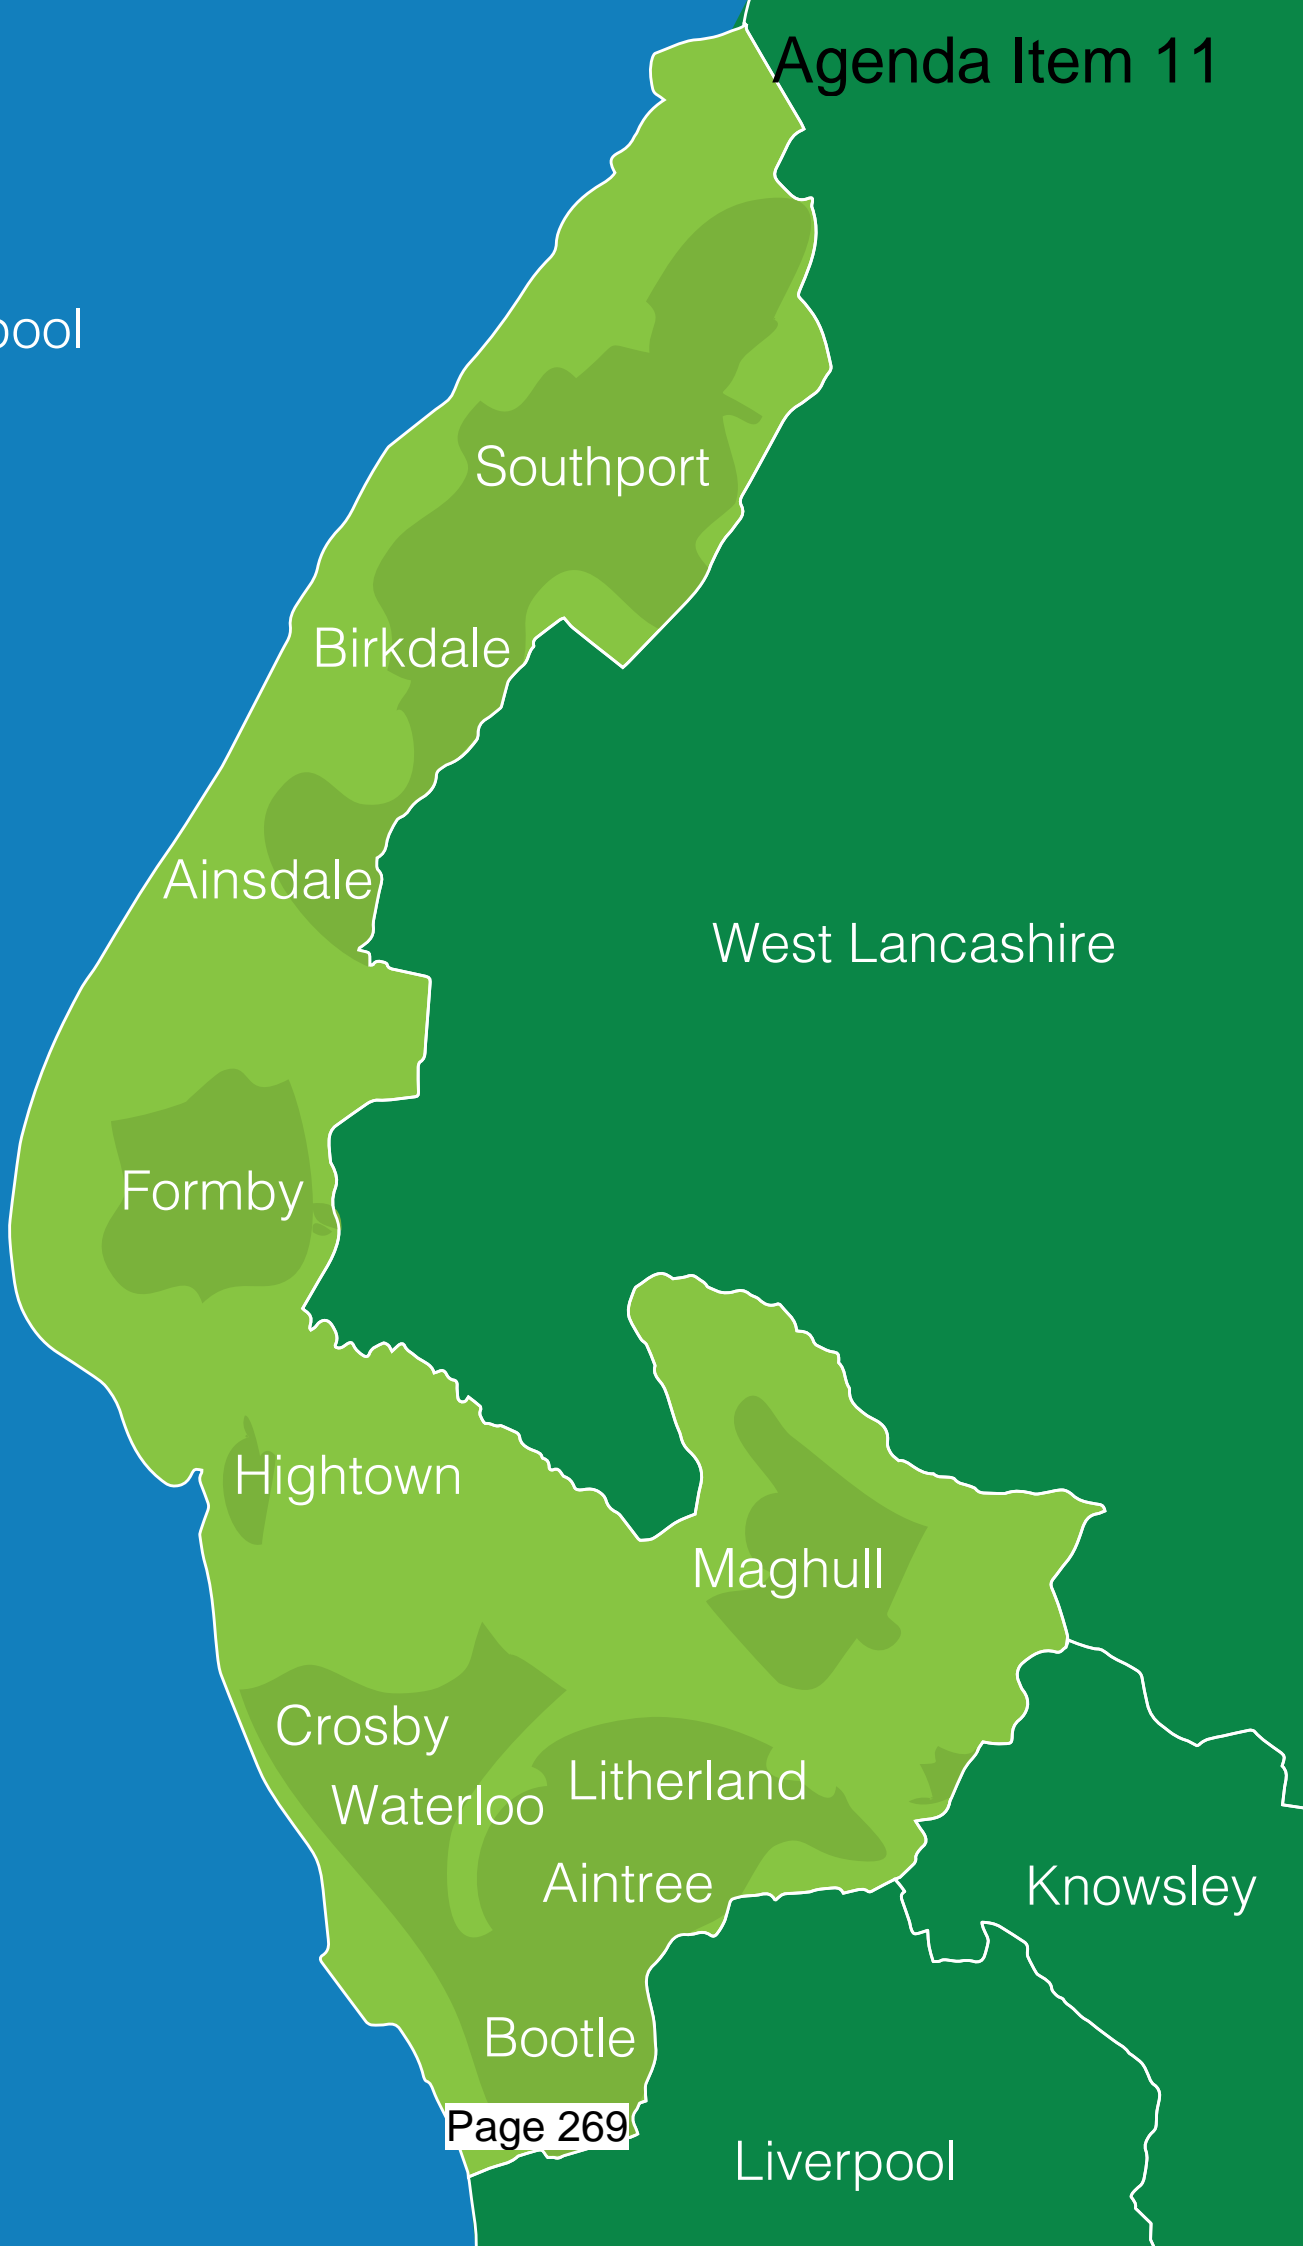 Agenda Item 11
ool
Southport
Birkdale
Ainsdale
West Lancashire
Formby
Hightown
Maghull
Crosby
Litherland
Waterloo
Aintree
Knowsley
Bootle
Page 269
Liverpool